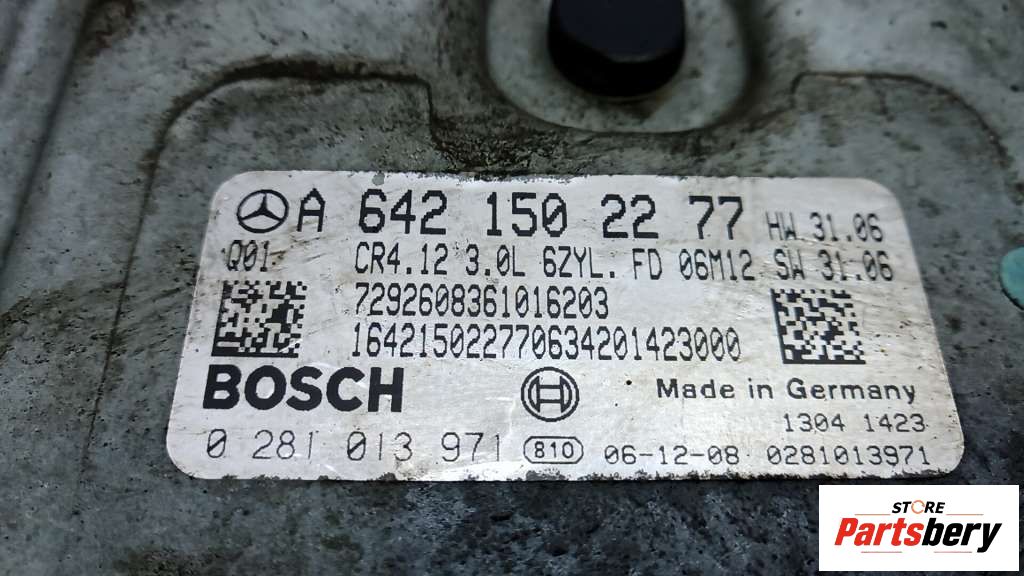 A 642 150 22 77 HW 31.06
Q01 CR4.12 3.0L 6ZYL. FD 06M12 SW 31.06
7292608361016203
164215022770634201423000
BOSCH Made in Germany
1304 1423
0 281 013 971 810 06-12-08 0281013971
STORE
Partsbery